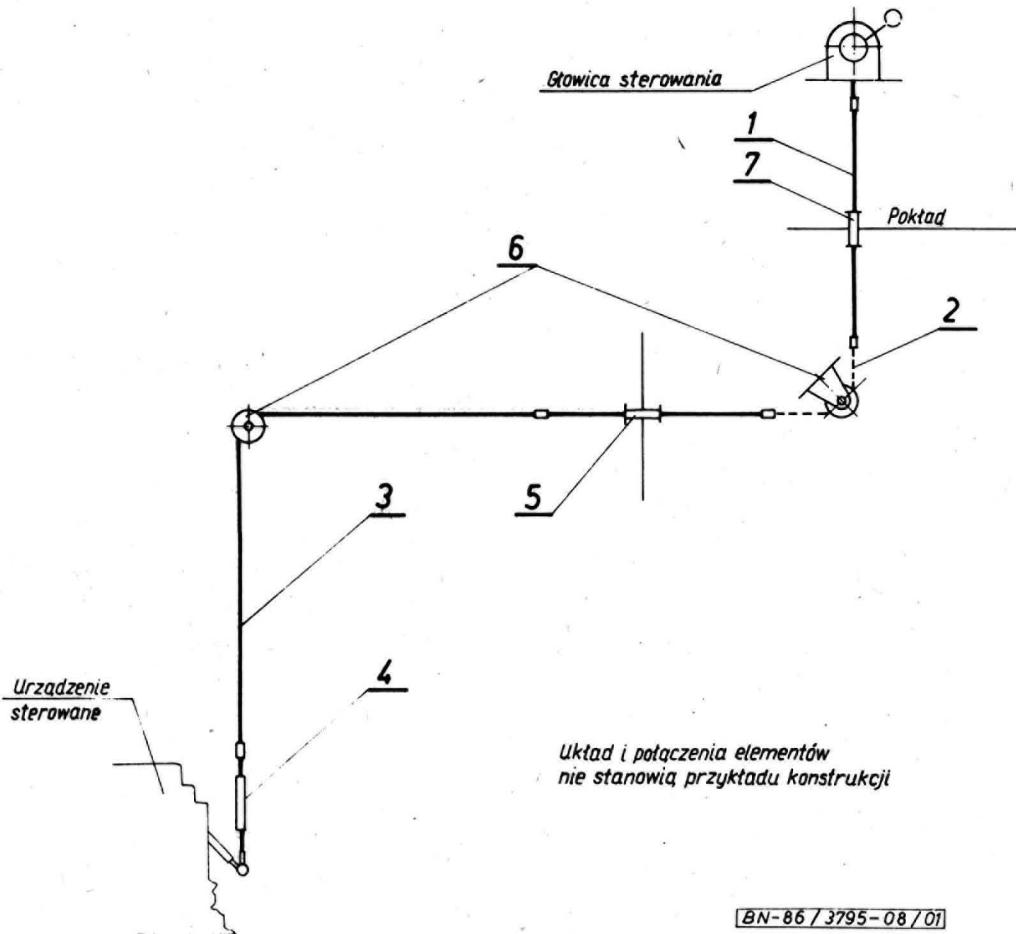 Głowica sterowania
1
7
Pokład
6
2
3
5
4
Urządzenie
sterowane
Układ i połączenia elementów
nie stanowią przykładu konstrukcji
BN-86/3795-08/01